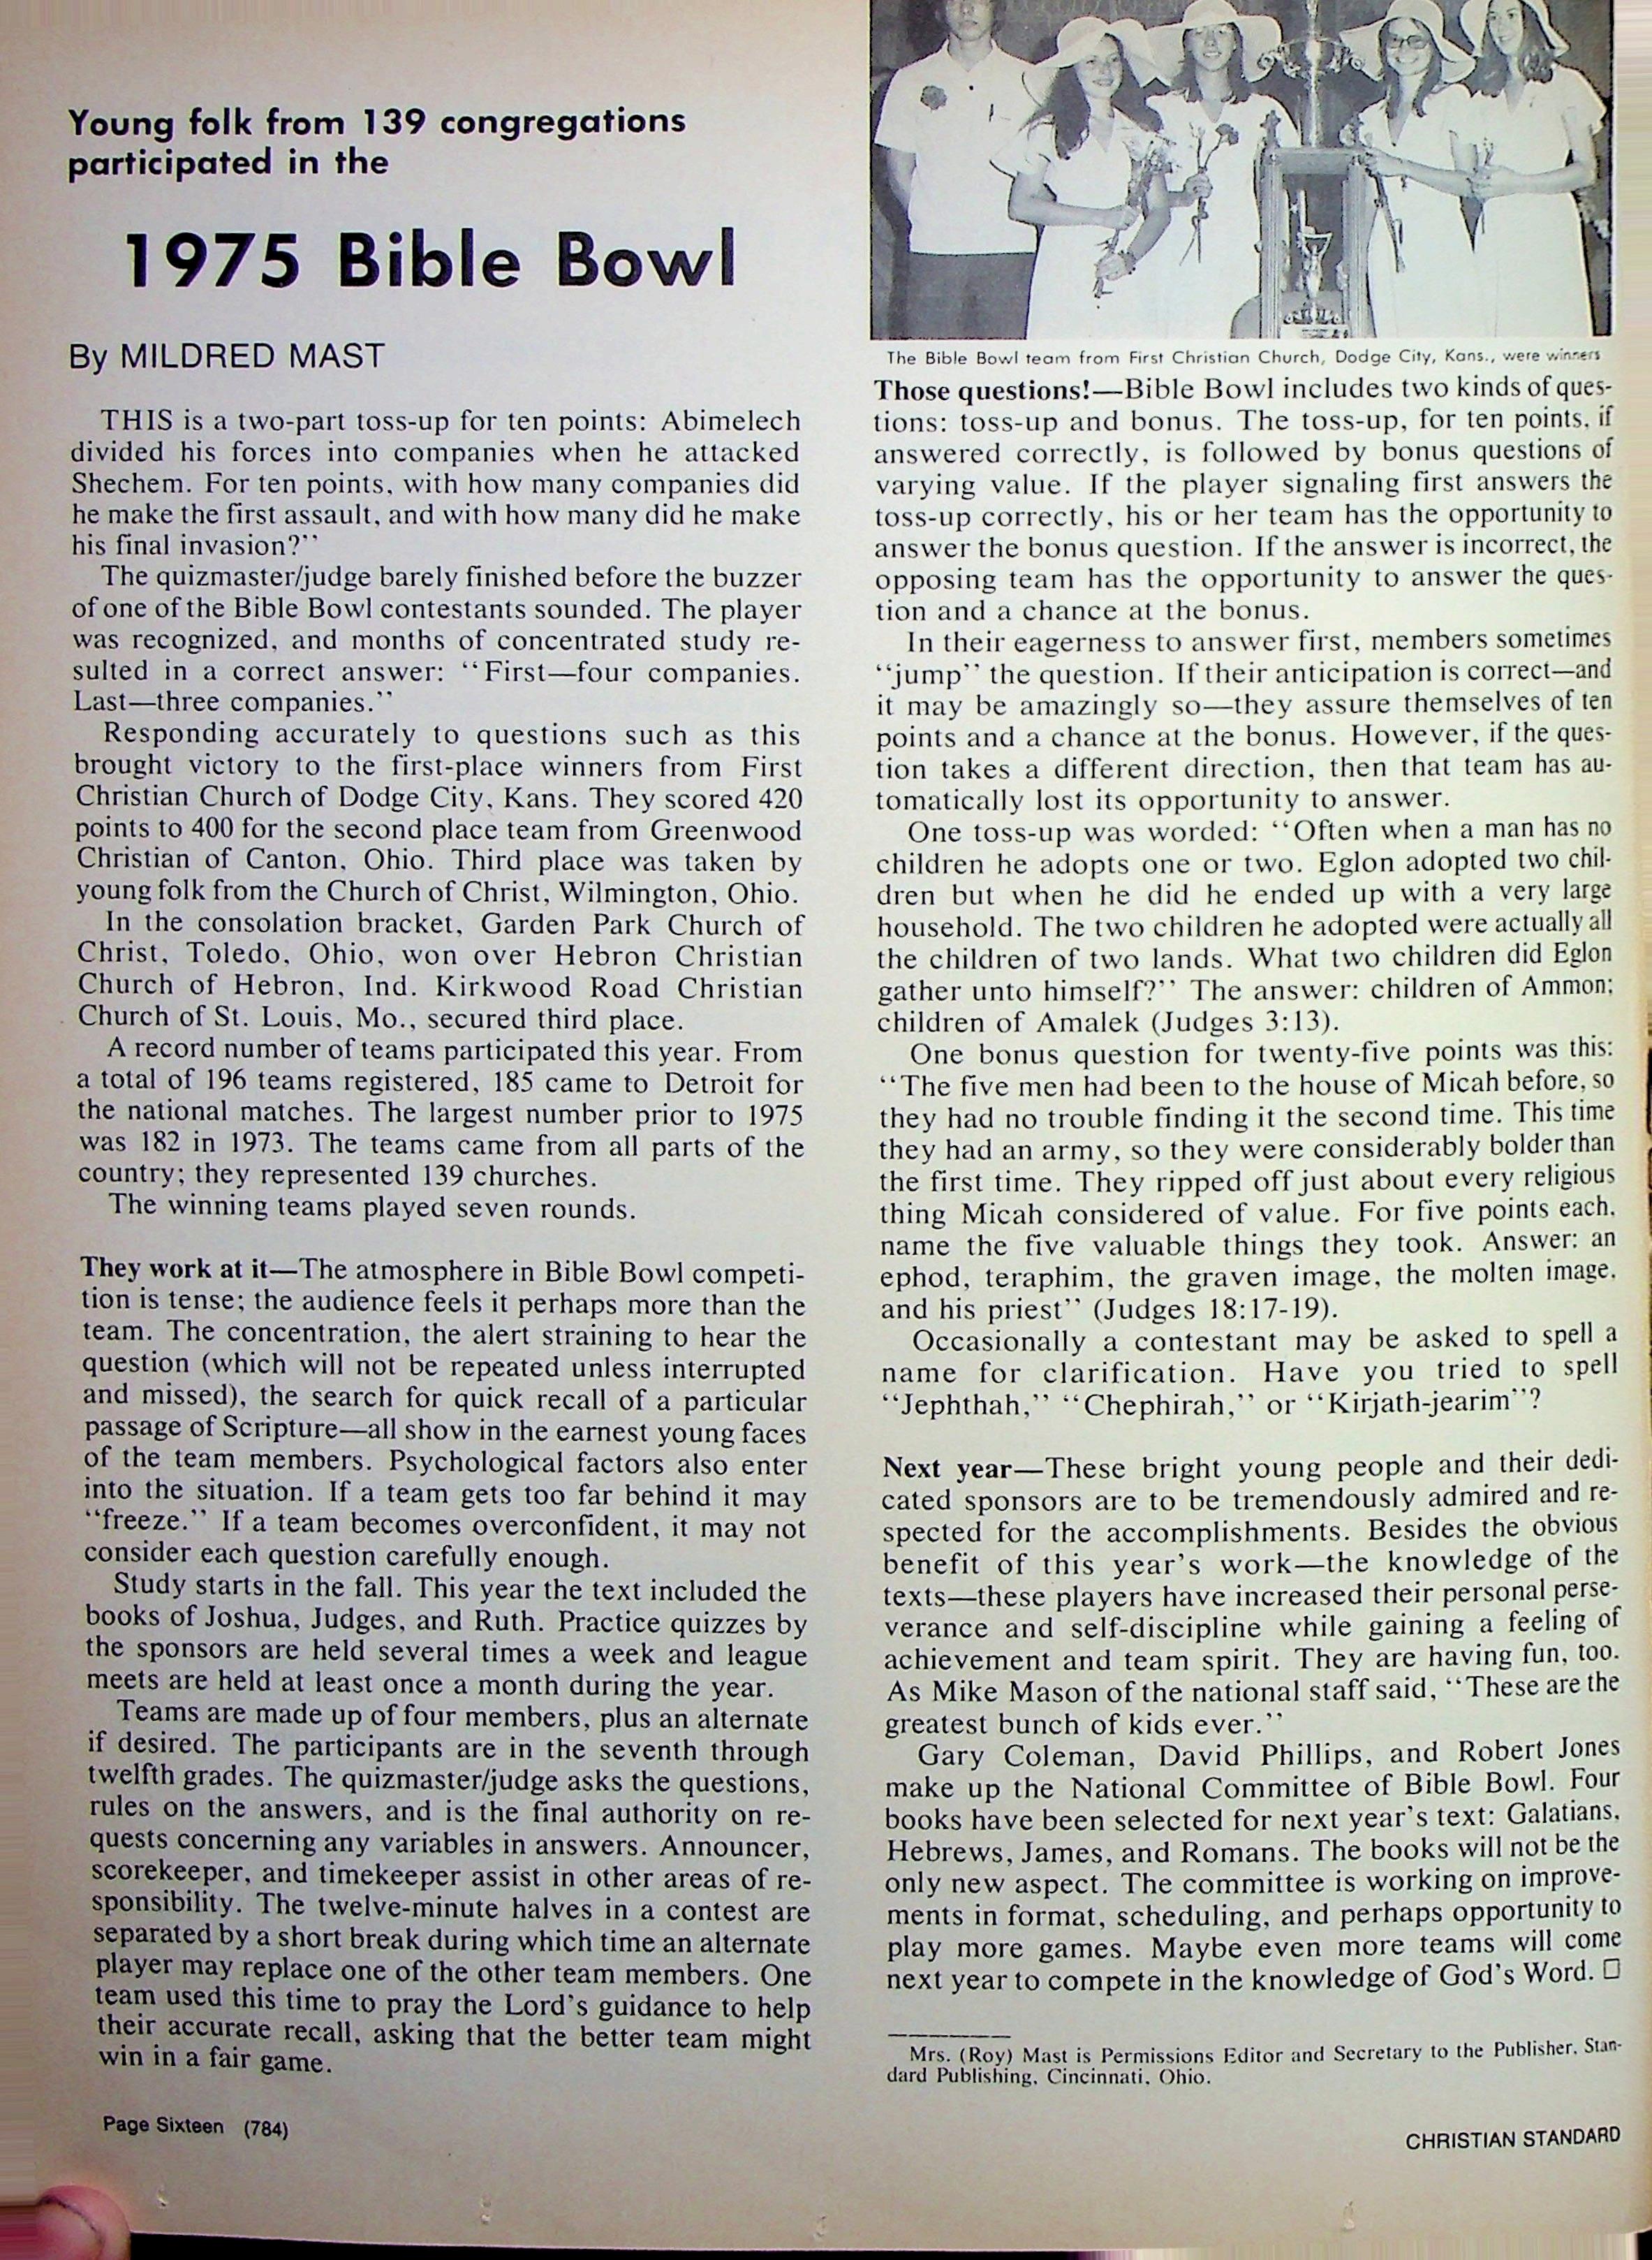 Young folk from 139 congregations
participated in the
1975 Bible Bowl
By MILDRED MAST
THIS is a two-part toss-up for ten points: Abimelech
divided his forces into companies when he attacked
Shechem. For ten points, with how many companies did
he make the first assault, and with how many did he make
his final invasion?''
The quizmaster/judge barely finished before the buzzer
of one of the Bible Bowl contestants sounded. The player
was recognized, and months of concentrated study re-
sulted in a correct answer: ‘‘First—four companies.
Last—three companies.’’
Responding accurately to questions such as this
brought victory to the first-place winners from First
Christian Church of Dodge City, Kans. They scored 420
points to 400 for the second place team from Greenwood
Christian of Canton, Ohio. Third place was taken by
young folk from the Church of Christ, Wilmington, Ohio.
In the consolation bracket, Garden Park Church of
Christ, Toledo, Ohio, won over Hebron Christian
Church of Hebron, Ind. Kirkwood Road Christian
Church of St. Louis, Mo., secured third place.
A record number of teams participated this year. From
a total of 196 teams registered, 185 came to Detroit for
the national matches. The largest number prior to 1975
was 182 in 1973. The teams came from all parts of the
country; they represented 139 churches.
The winning teams played seven rounds.
They work at it—The atmosphere in Bible Bowl competi-
tion is tense; the audience feels it perhaps more than the
team. The concentration, the alert straining to hear the
question (which will not be repeated unless interrupted
and missed), the search for quick recall of a particular
passage of Scripture—all show in the earnest young faces
of the team members. Psychological factors also enter
into the situation. If a team gets too far behind it may
‘‘freeze.’’ If a team becomes overconfident, it may not
consider each question carefully enough.
Study starts in the fall. This year the text included the
books of Joshua, Judges, and Ruth. Practice quizzes by
the sponsors are held several times a week and league
meets are held at least once a month during the year.
Teams are made up of four members, plus an alternate
if desired. The participants are in the seventh through
twelfth grades. The quizmaster/judge asks the questions,
rules on the answers, and is the final authority on re-
quests concerning any variables in answers. Announcer,
scorekeeper, and timekeeper assist in other areas of re-
sponsibility. The twelve-minute halves in a contest are
separated by a short break during which time an alternate
player may replace one of the other team members. One
team used this time to pray the Lord's guidance to help
their accurate recall, asking that the better team might
win in a fair game.
The Bible Bowl team from First Christian Church, Dodge City, Kans., were winners
Those questions!—Bible Bowl includes two kinds of ques-
tions: toss-up and bonus. The toss-up, for ten points, if
answered correctly, is followed by bonus questions of
varying value. If the player signaling first answers the
toss-up correctly, his or her team has the opportunity to
answer the bonus question. If the answer is incorrect, the
opposing team has the opportunity to answer the ques-
tion and a chance at the bonus.
In their eagerness to answer first, members sometimes
‘‘jump’’ the question. If their anticipation is correct—and
it may be amazingly so—they assure themselves of ten
points and a chance at the bonus. However, if the ques-
tion takes a different direction, then that team has au-
tomatically lost its opportunity to answer.
One toss-up was worded: ‘‘Often when a man has no
children he adopts one or two. Eglon adopted two chil-
dren but when he did he ended up with a very large
household. The two children he adopted were actually all
the children of two lands. What two children did Eglon
gather unto himself?’’ The answer: children of Ammon;
children of Amalek (Judges 3:13).
One bonus question for twenty-five points was this:
‘‘The five men had been to the house of Micah before, so
they had no trouble finding it the second time. This time
they had an army, so they were considerably bolder than
the first time. They ripped off just about every religious
thing Micah considered of value. For five points each,
name the five valuable things they took. Answer: an
ephod, teraphim, the graven image, the molten image,
and his priest’’ (Judges 18:17-19).
Occasionally a contestant may be asked to spell a
name for clarification. Have you tried to spell
‘‘Jephthah,’’ ‘‘Chephirah,’’ or ‘‘Kirjath-jearim’’?
Next year—These bright young people and their dedi-
cated sponsors are to be tremendously admired and re-
spected for the accomplishments. Besides the obvious
benefit of this year's work—the knowledge of the
texts—these players have increased their personal perse-
verance and self-discipline while gaining a feeling of
achievement and team spirit. They are having fun, too.
As Mike Mason of the national staff said, ‘‘These are the
greatest bunch of kids ever.’’
Gary Coleman, David Phillips, and Robert Jones
make up the National Committee of Bible Bowl. Four
books have been selected for next year's text: Galatians,
Hebrews, James, and Romans. The books will not be the
only new aspect. The committee is working on improve-
ments in format, scheduling, and perhaps opportunity to
play more games. Maybe even more teams will come
next year to compete in the knowledge of God's Word. □
Mrs. (Roy) Mast is Permissions Editor and Secretary to the Publisher, Stan-
dard Publishing, Cincinnati, Ohio.
Page Sixteen (784)
CHRISTIAN STANDARD